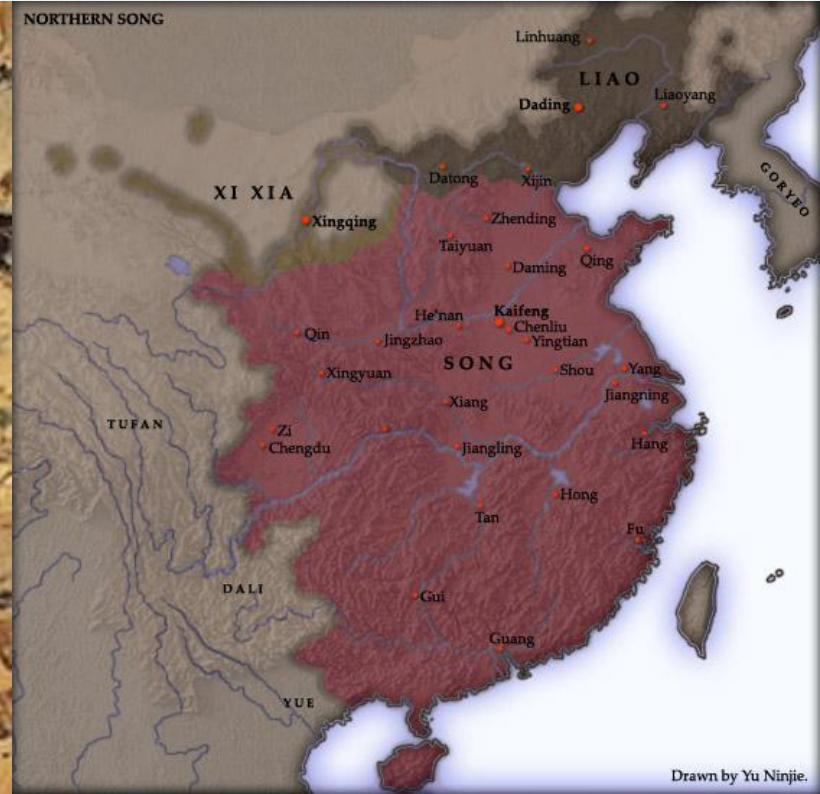 NORTHERN SONG
Linhuang
LIAO
Dading
Liaoyang
GORYEO
Datong
Xijin
XI XIA
Xingqing
Zhending
Taiyuan
Qing
Daming
Kaifeng
He'nan
Chenliu
Qin
Jingzhao
Yingtian
SONG
Xingyuan
Shou
Yang
Jiangning
Xiang
TUFAN
Zi
Chengdu
Jiangling
Hang
Hong
Tan
Fu
DALI
Gui
Guang
YUE
Drawn by Yu Ninjie.